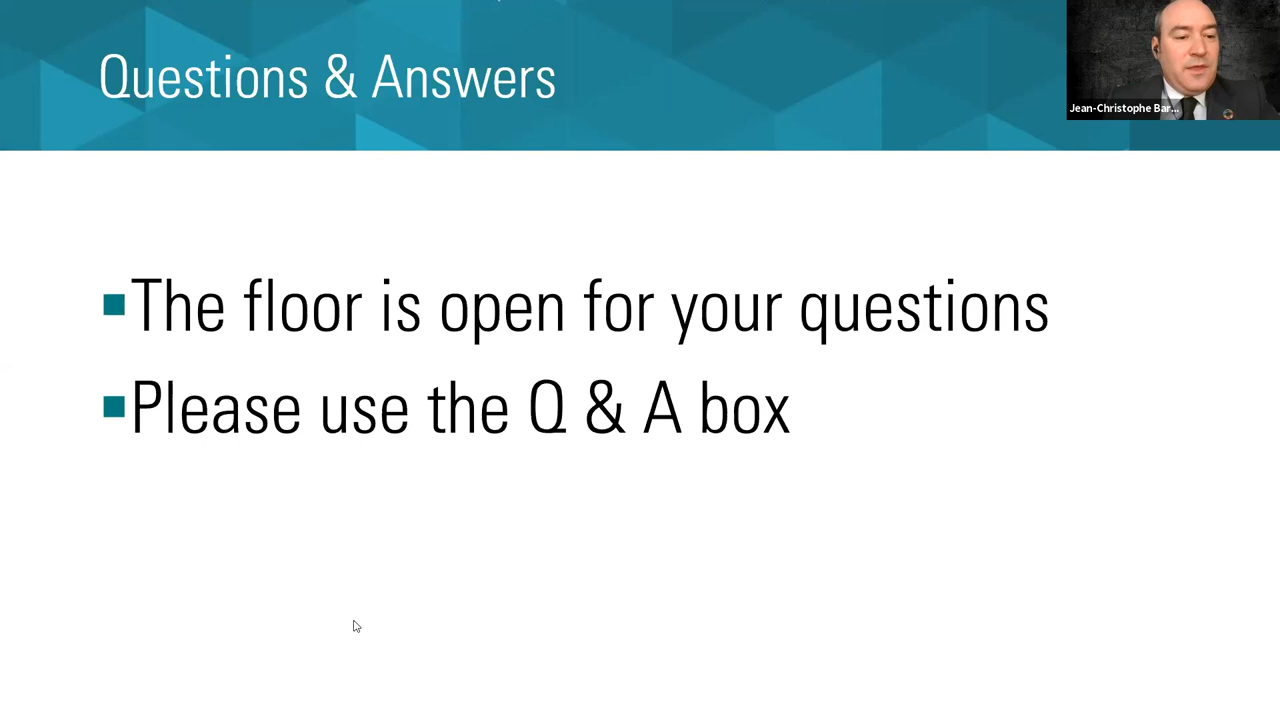 Questions & Answers
Jean-Christophe Bar...
▪The floor is open for your questions
▪Please use the Q & A box